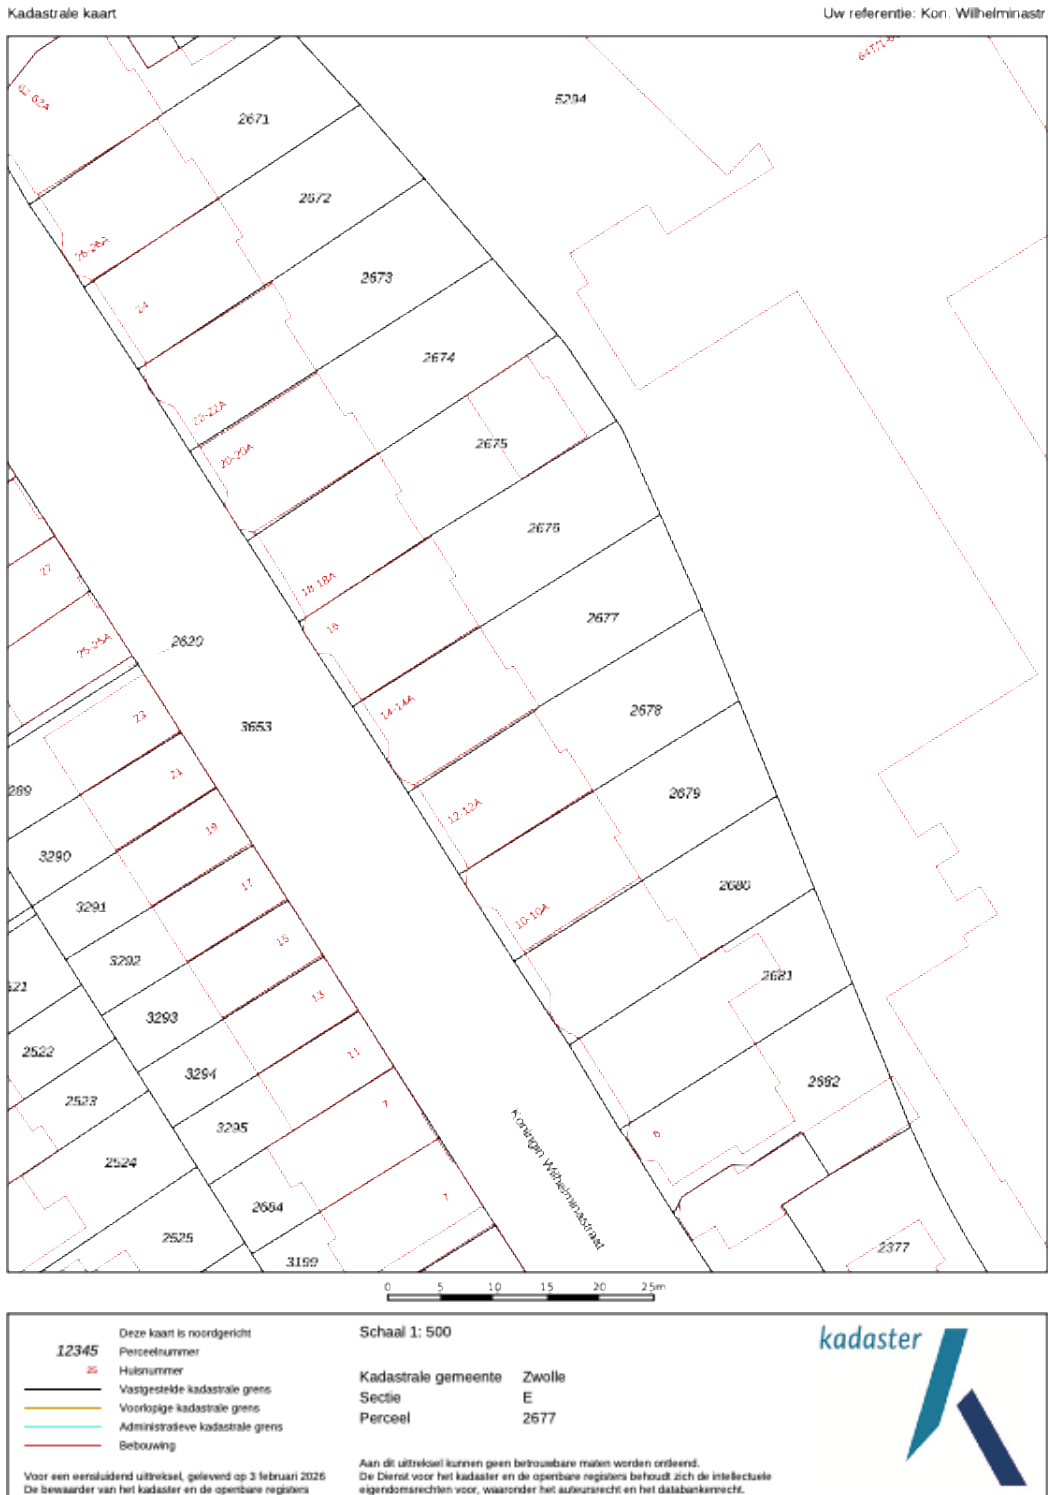 Kadastrale kaart
Uw referentie: Kon. Wilhelminastr
62-62A
5294
2671
2672
26-26A
2673
24
2674
22-22A
20-20A
2675
2676
27
18-18A
16
2677
25-25A
2620
14-14A
2678
23
3653
21
289
12-12A
2679
19
3290
17
2680
3291
10-10A
15
3292
2681
321
13
3293
2522
11
3294
2682
2523
7
3295
6
2524
Koningin Wilhelminastraat
2664
1
2525
3199
2377
0 5 10 15 20 25m
Deze kaart is noordgericht
12345 Perceelnummer
25 Huisnummer
Vastgestelde kadastrale grens
Voorlopige kadastrale grens
Administratieve kadastrale grens
Bebouwing
Voor een eensluidend uittreksel, geleverd op 3 februari 2026
De bewaarder van het kadaster en de openbare registers
Schaal 1: 500
Kadastrale gemeente Zwolle
Sectie E
Perceel 2677
Aan dit uittreksel kunnen geen betrouwbare maten worden ontleend.
De Dienst voor het kadaster en de openbare registers behoudt zich de intellectuele
eigendomsrechten voor, waaronder het auteursrecht en het databankenrecht.
kadaster